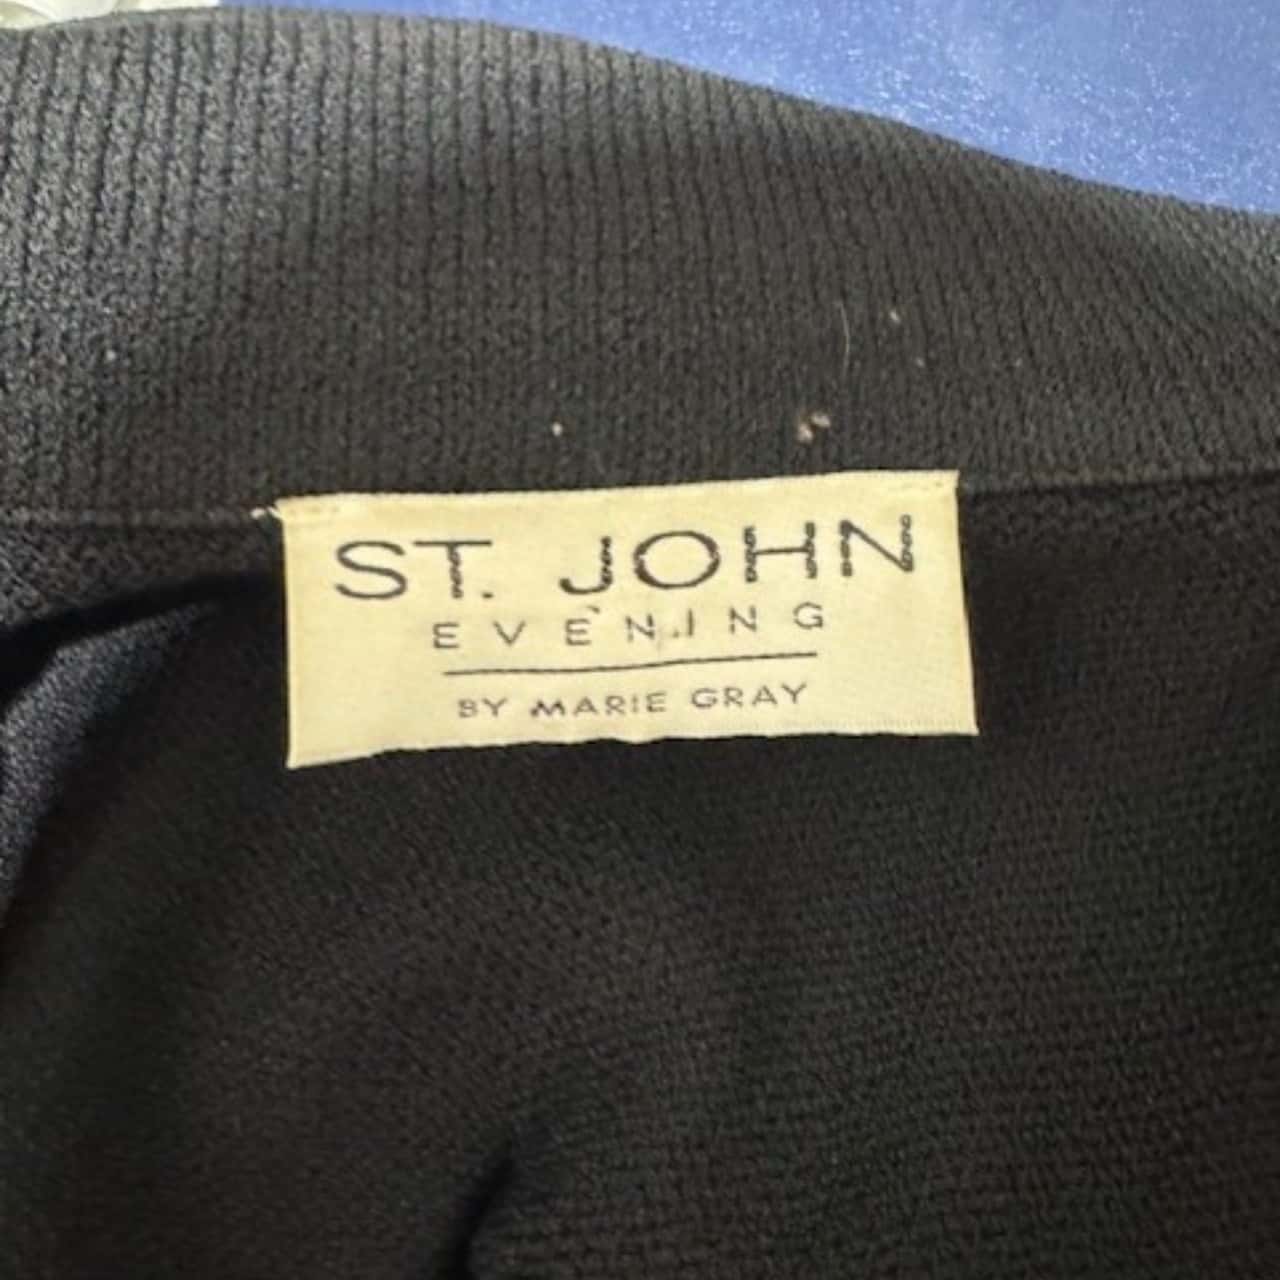 ST. JOHN
EVENING
BY MARIE GRAY